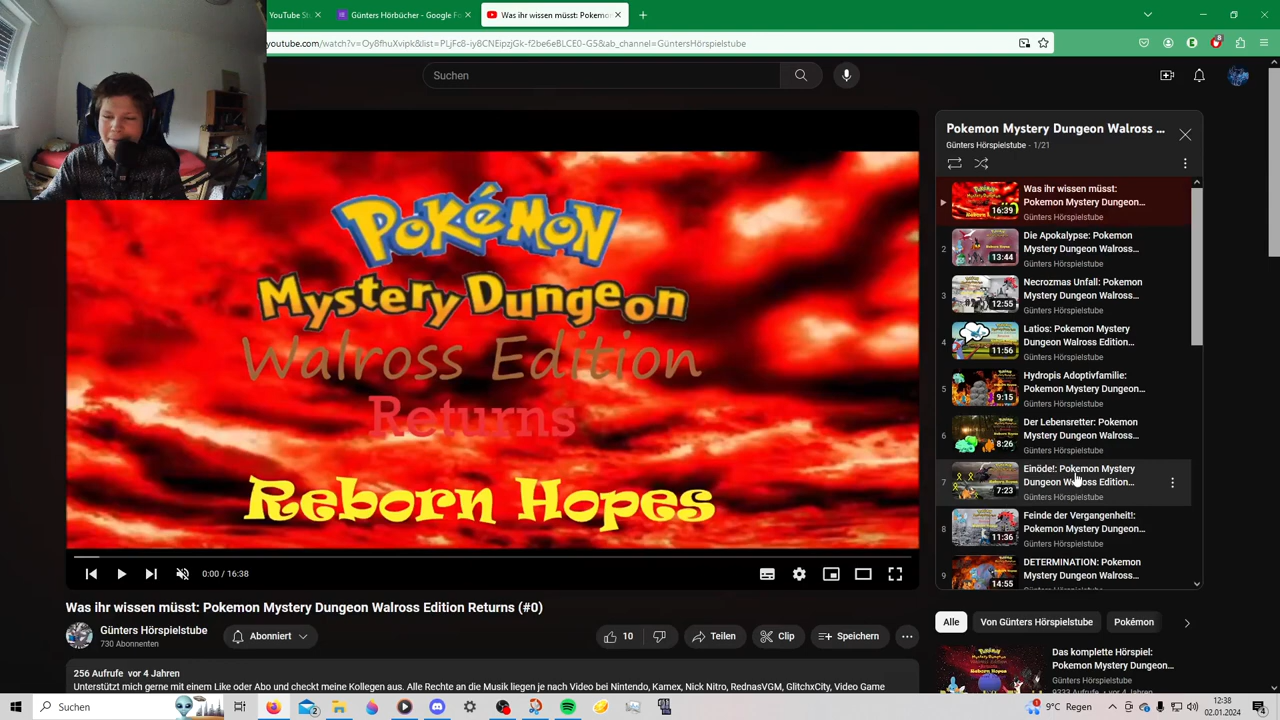 YouTube St
Günters Hörbücher - Google Fo
Was ihr wissen müsst: Pokemon
youtube.com/watch?v=Oy8fhuXvipk&list=PLjFc8-iy8CNEipzjGk-f2be6eBLCE0-G5&ab_channel=GüntersHörspielstube
Suchen
Pokémon
Mystery Dungeon
Walross Edition
Returns
Reborn Hopes
0:00 / 16:38
Was ihr wissen müsst: Pokemon Mystery Dungeon Walross Edition Returns (#0)
Günters Hörspielstube
730 Abonnenten
Abonniert
10
Teilen
Clip
Speichern
256 Aufrufe vor 4 Jahren
Unterstützt mich gerne mit einem Like oder Abo und checkt meine Kollegen aus. Alle Rechte an die Musik liegen je nach Video bei Nintendo, Kamex, Nick Nitro, RednasVGM, GlitchxCity, Video Game
Pokemon Mystery Dungeon Walross ...
Günters Hörspielstube - 1/21
16:39
Was ihr wissen müsst:
Pokemon Mystery Dungeon...
Günters Hörspielstube
2
13:44
Die Apokalypse: Pokemon
Mystery Dungeon Walross...
Günters Hörspielstube
3
12:55
Necrozmas Unfall: Pokemon
Mystery Dungeon Walross...
Günters Hörspielstube
4
11:56
Latios: Pokemon Mystery
Dungeon Walross Edition...
Günters Hörspielstube
5
9:15
Hydropis Adoptivfamilie:
Pokemon Mystery Dungeon...
Günters Hörspielstube
6
8:26
Der Lebensretter: Pokemon
Mystery Dungeon Walross...
Günters Hörspielstube
7
7:23
Einöde!: Pokemon Mystery
Dungeon Walross Edition...
Günters Hörspielstube
8
11:36
Feinde der Vergangenheit!:
Pokemon Mystery Dungeon...
Günters Hörspielstube
9
14:55
DETERMINATION: Pokemon
Mystery Dungeon Walross...
Alle
Von Günters Hörspielstube
Pokémon
Das komplette Hörspiel:
Pokemon Mystery Dungeon...
Günters Hörspielstube
9333 Aufrufe · vor 4 Jahren
Suchen
9°C Regen
12:38
02.01.2024